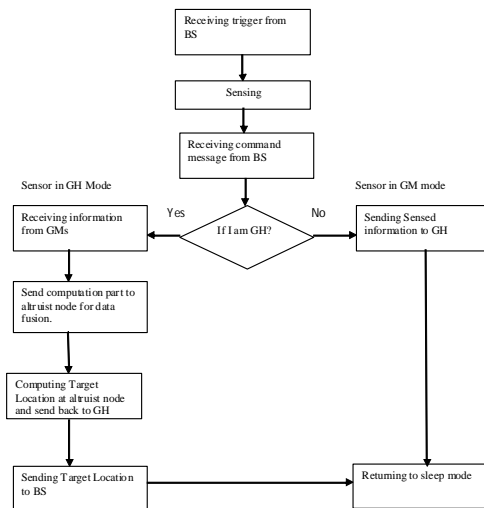 Receiving trigger from
BS
Sensing
Receiving command
message from BS
Sensor in GH Mode
Sensor in GM mode
Yes
No
Receiving information
from GMs
If I am GH?
Sending Sensed
information to GH
Send computation part to
altruist node for data
fusion.
Computing Target
Location at altruist node
and send back to GH
Sending Target Location
to BS
Returning to sleep mode